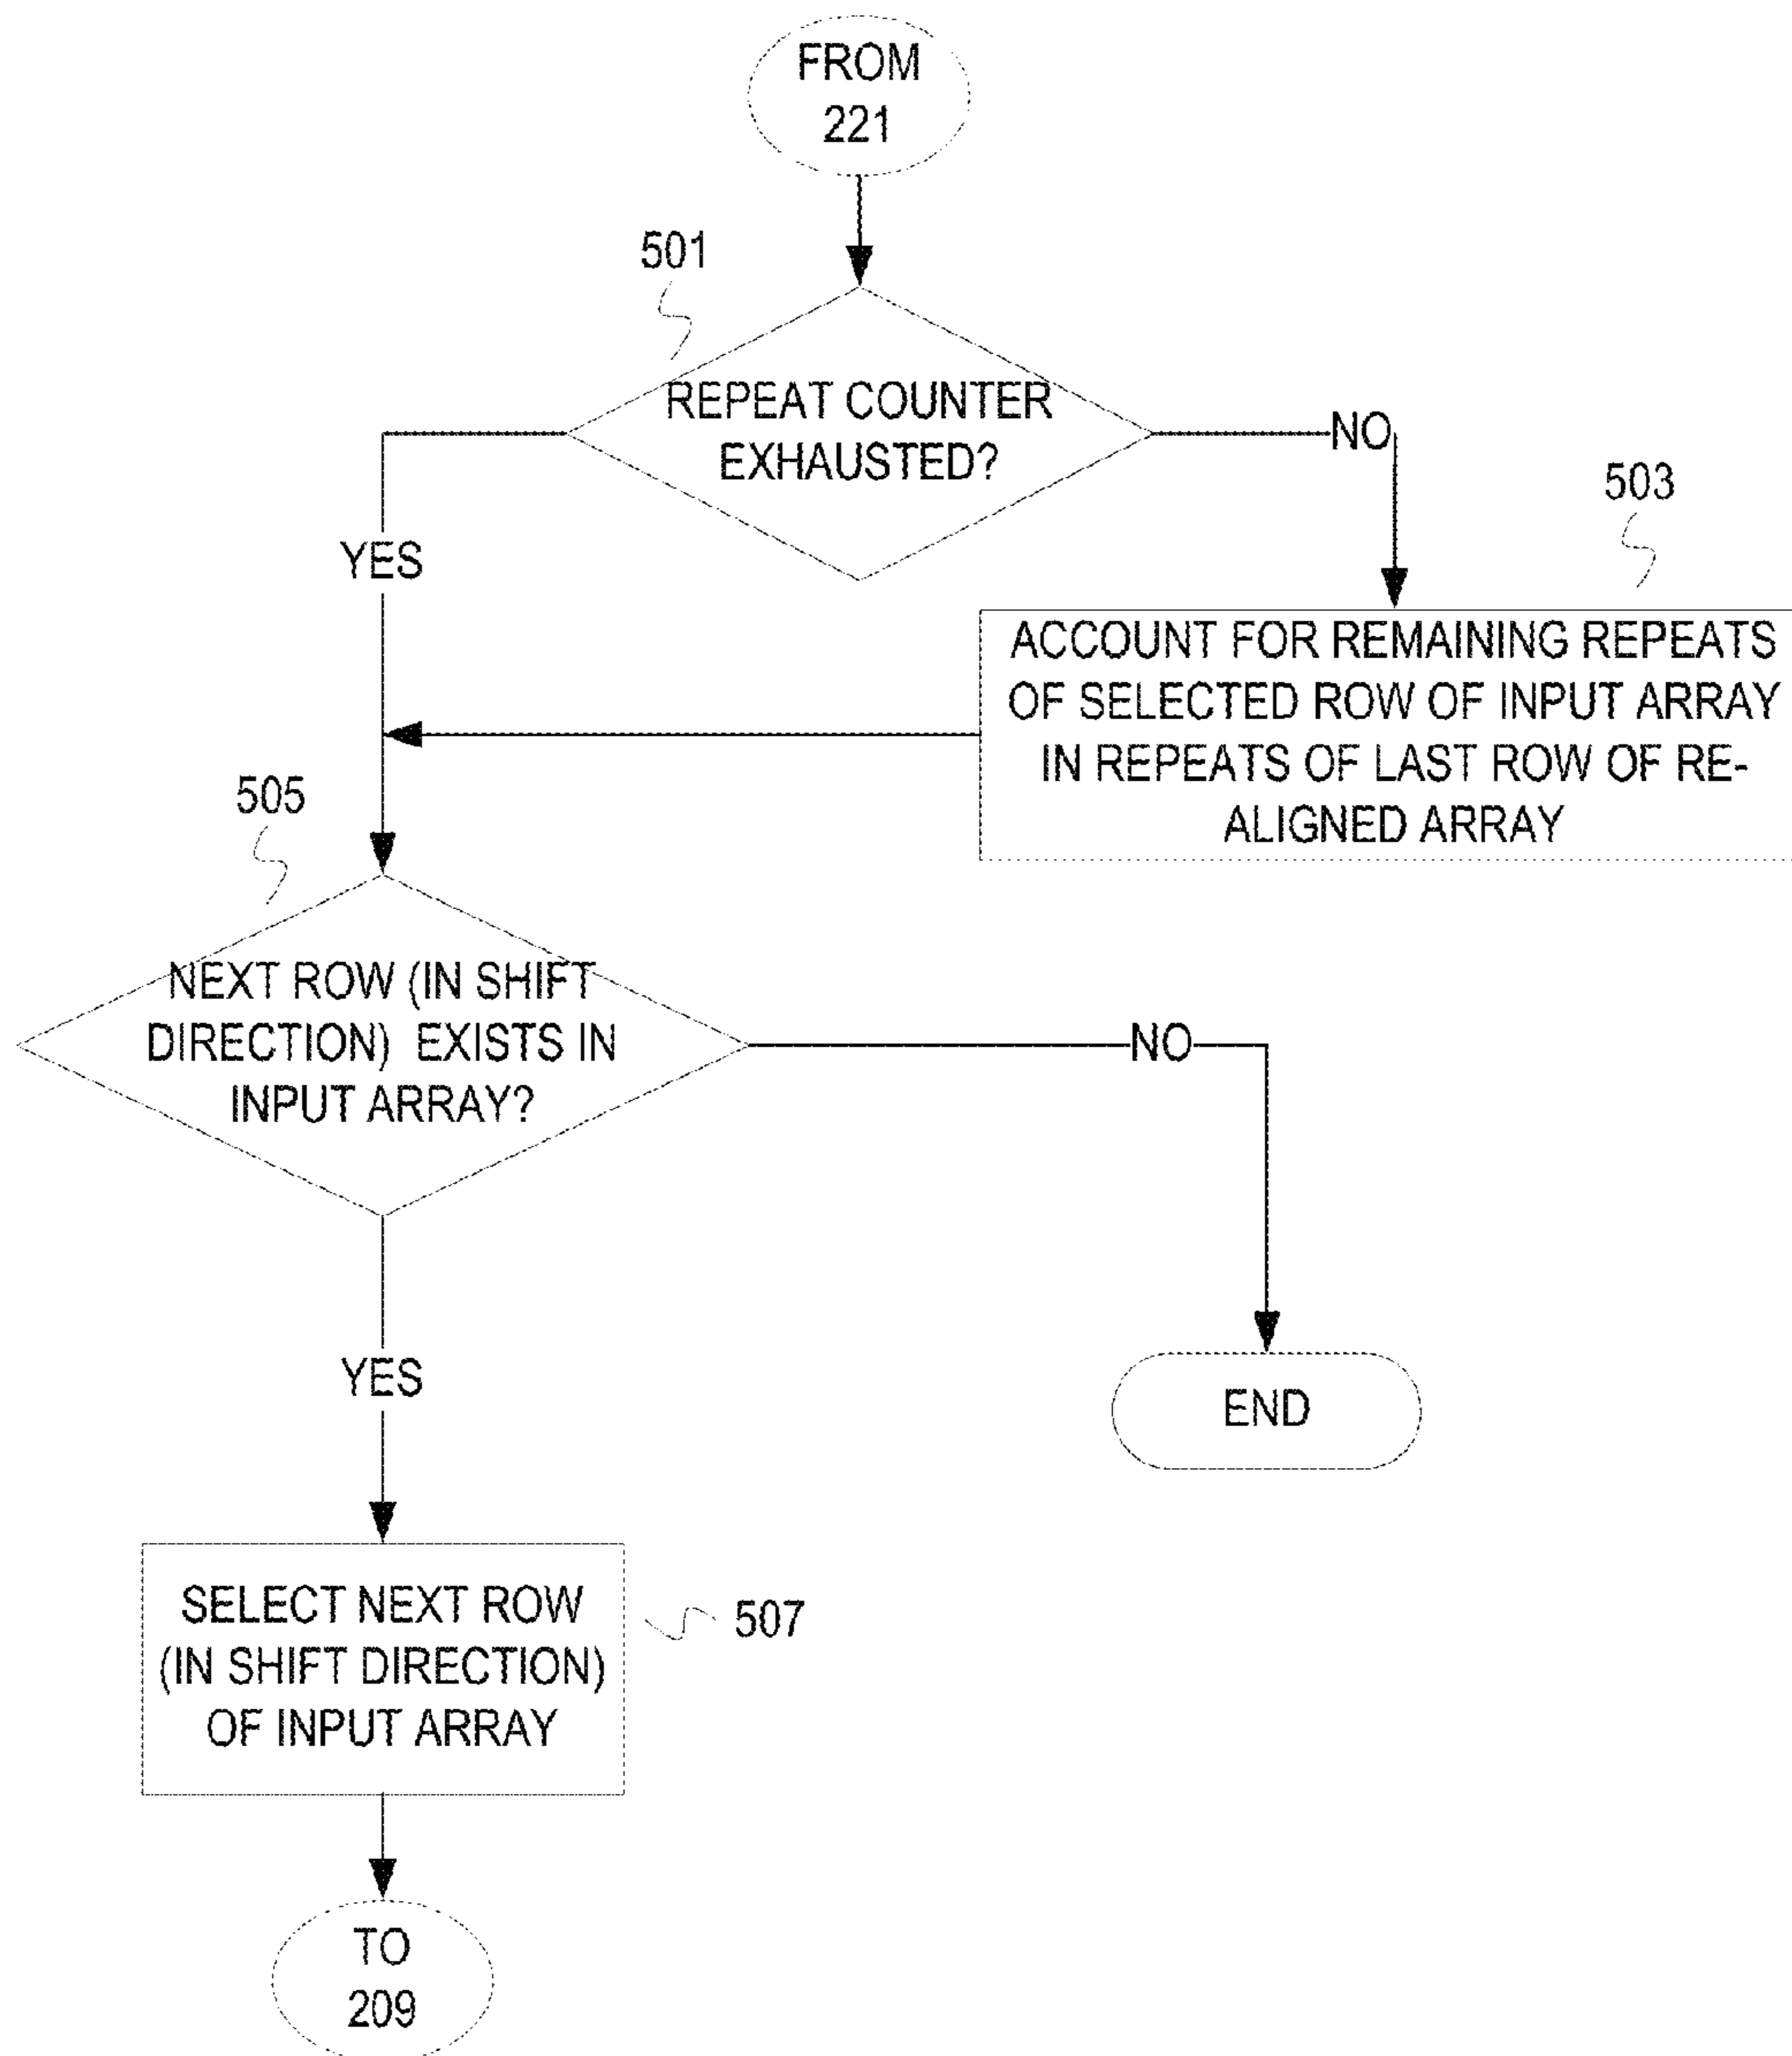 FROM
221
501
REPEAT COUNTER
EXHAUSTED?
NO
503
YES
ACCOUNT FOR REMAINING REPEATS
OF SELECTED ROW OF INPUT ARRAY
IN REPEATS OF LAST ROW OF RE-
ALIGNED ARRAY
505
NEXT ROW (IN SHIFT
DIRECTION) EXISTS IN
INPUT ARRAY?
NO
YES
END
SELECT NEXT ROW
(IN SHIFT DIRECTION)
OF INPUT ARRAY
507
TO
209